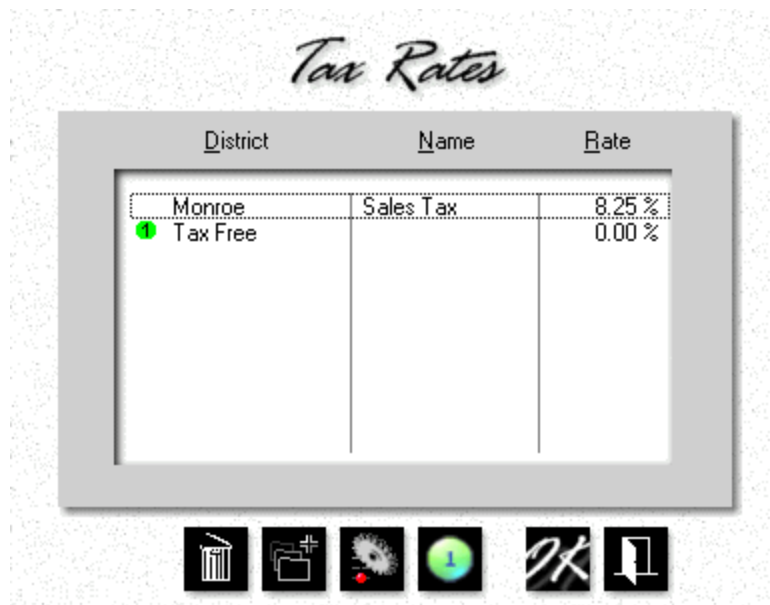 Tax Rates
District Name Rate
Monroe Sales Tax 8.25 %
1 Tax Free 0.00 %
1 OK